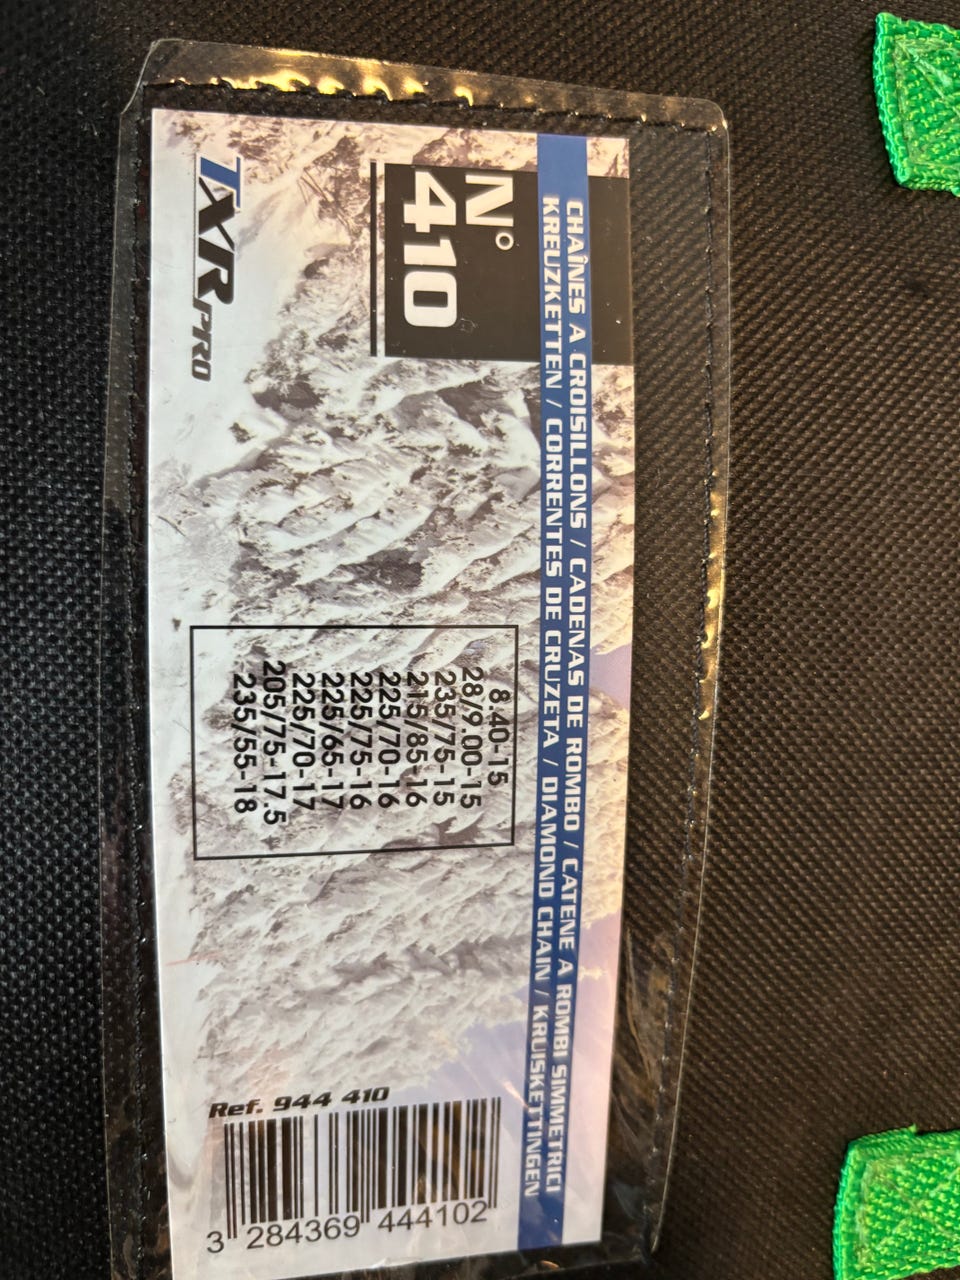 CHAÎNES A CROISILLONS / CADENAS DE ROMBO / CATENE A ROMBI SIMMETRICI
KREUZKETTEN / CORRENTES DE CRUZETA / DIAMOND CHAIN / KRUISKETTINGEN
N°
410
TXR PRO
8.40-15
28/9.00-15
235/75-15
215/85-16
225/70-16
225/75-16
225/65-17
225/70-17
205/75-17.5
235/55-18
Ref. 944 410
3 284369 444102